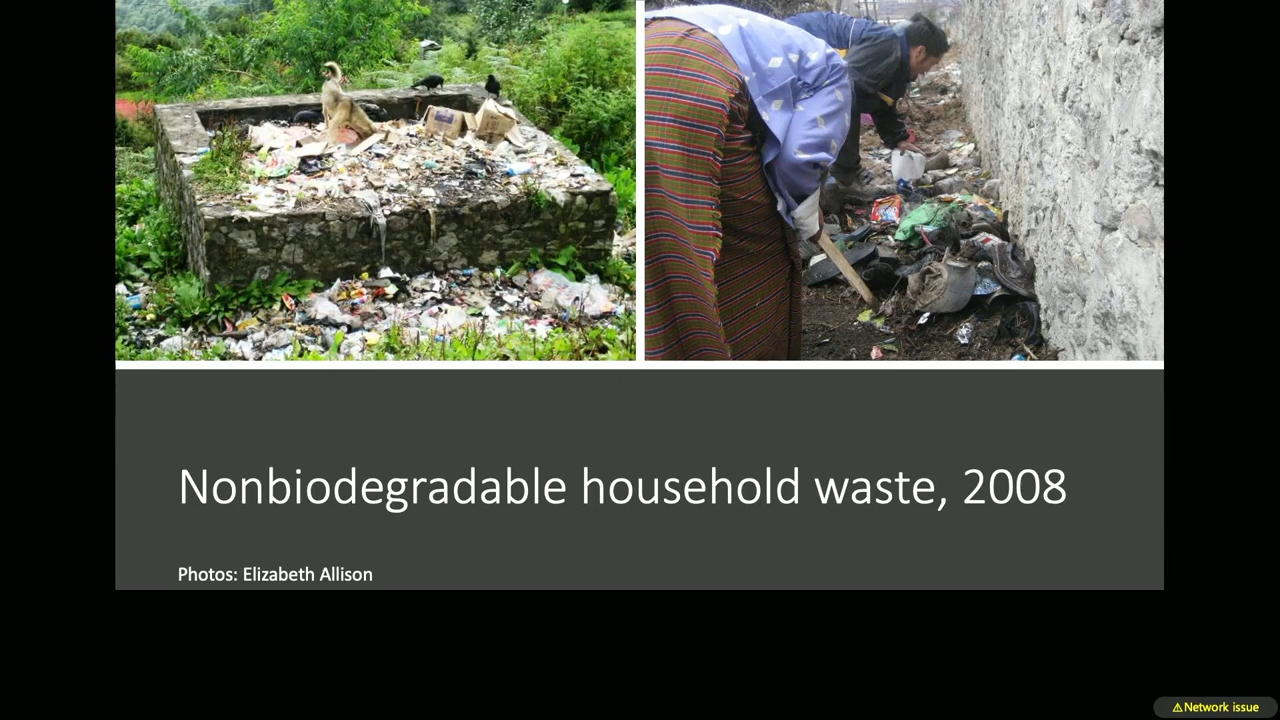 Nonbiodegradable household waste, 2008
Photos: Elizabeth Allison
⚠Network issue